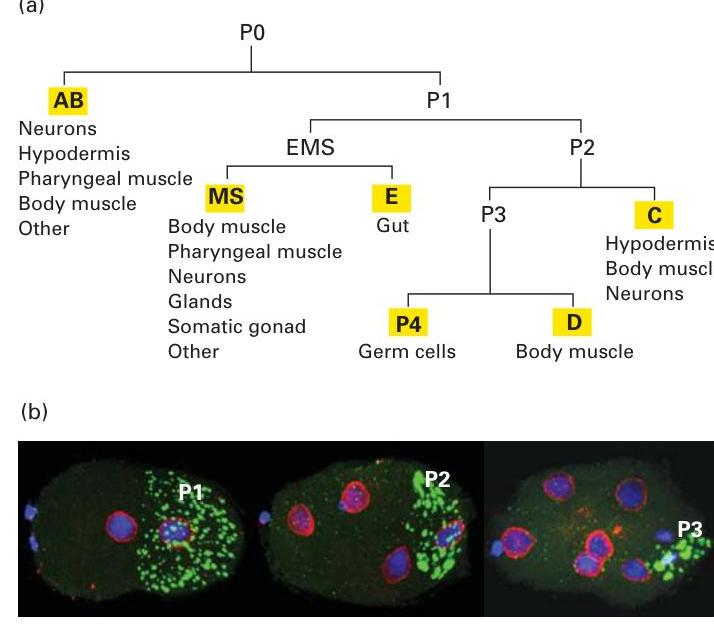 (a)
P0
AB
P1
Neurons
Hypodermis
Pharyngeal muscle
Body muscle
Other
EMS
P2
MS
E
Body muscle
Pharyngeal muscle
Neurons
Glands
Somatic gonad
Other
Gut
P3
C
Hypodermis
Body muscl
Neurons
P4
D
Germ cells
Body muscle
(b)
P1
P2
P3